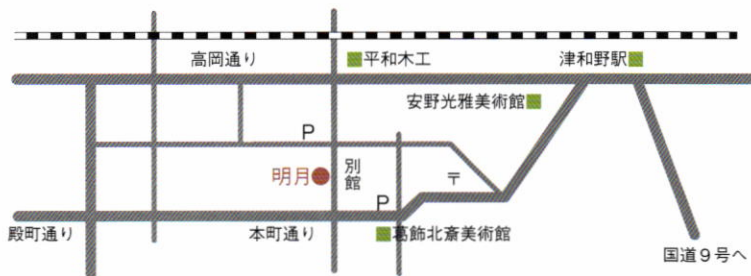 高岡通り
平和木工
津和野駅
安野光雅美術館
P
明月
別館
〒
P
殿町通り
本町通り
葛飾北斎美術館
国道9号へ